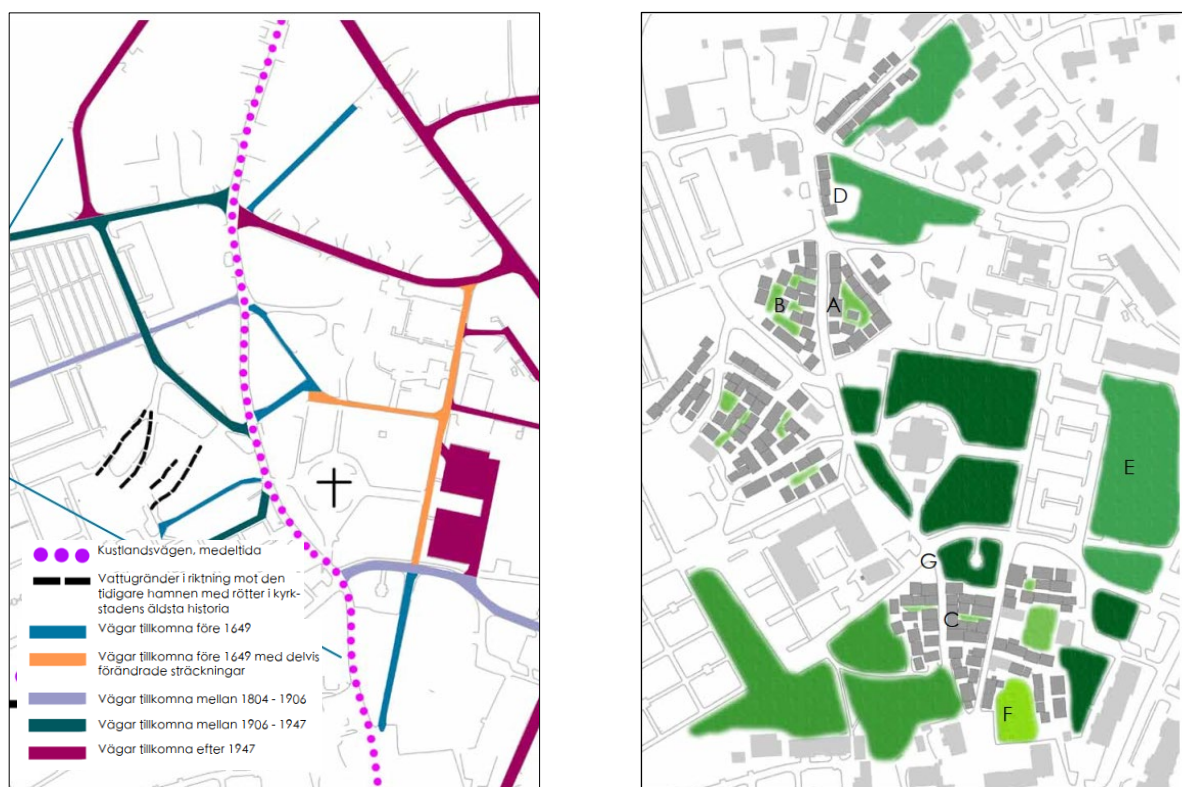 Kustlandsvägen, medeltida
Vattugränder i riktning mot den
tidigare hamnen med rötter i kyrk-
stadens äldsta historia
Vägar tillkomna före 1649
Vägar tillkomna före 1649 med delvis
förändrade sträckningar
Vägar tillkomna mellan 1804 - 1906
Vägar tillkomna mellan 1906 - 1947
Vägar tillkomna efter 1947
D
B
A
E
G
C
F